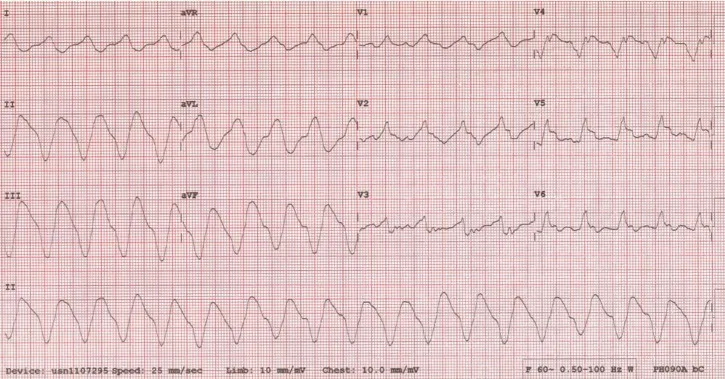 I aVR V1 V4
II aVL V2 V5
III aVF V3 V6
II
Device: usn1107295 Speed: 25 mm/sec Limb: 10 mm/mV Chest: 10.0 mm/mV F 60~ 0.50-100 Hz W PH090A bC